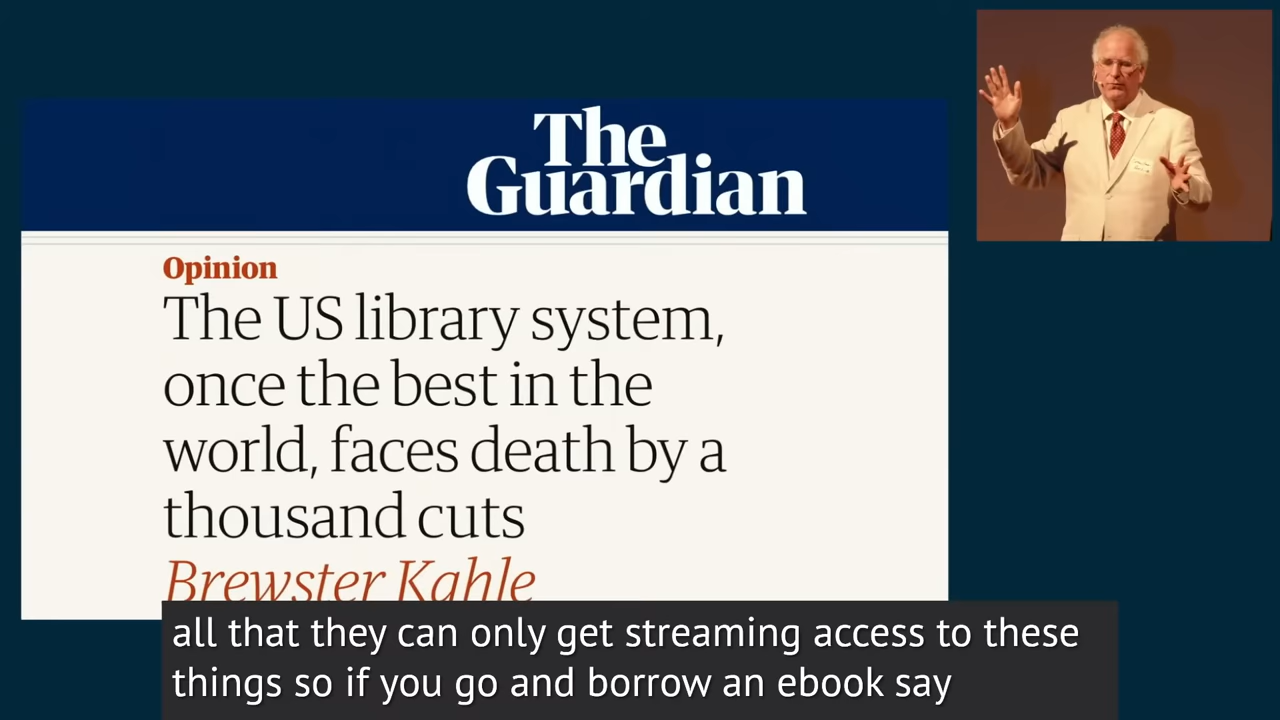 The
Guardian
Opinion
The US library system,
once the best in the
world, faces death by a
thousand cuts
Brewster Kahle
all that they can only get streaming access to these
things so if you go and borrow an ebook say